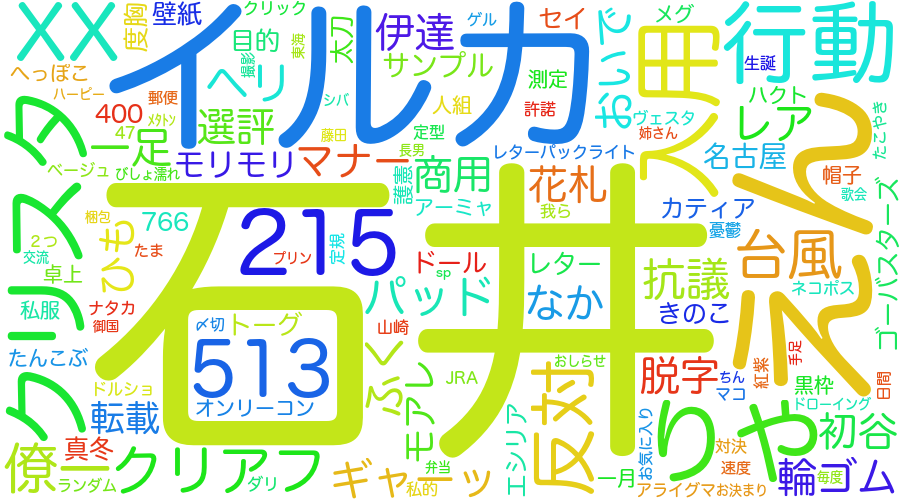 イルカ
石井
えん
りや
クリスタ
行動
入用
XX
215
513
伊達
壁紙
クリック
度胸
目的
撮影
東海
太刀
ゲル
セイ
メグ
生誕
へっぽこ
ハーピー
ヘリ
サンプル
測定
おいで
ハクト
400
郵便
メタトン
47
選評
シバ
藤田
人組
定型
許諾
ヴェスタ
姉さん
レア
たこやき
一足
モリモリ
マナー
長男
レターパックライト
名古屋
帽子
歌会
ベージュ
びしょ濡れ
護憲
商用
花札
アーミャ
我ら
カティア
憂鬱
梱包
766
ひも
2つ
交流
たま
プリン
定規
台風
ゴーバスターズ
卓上
ドール
sp
レター
抗議
ネコポス
私服
ナタカ
御国
〆切
トーグ
山崎
パッド
なか
きのこ
手足
たんこぶ
オンリーコン
ふく
JRA
おしらせ
反対
脱字
ちん
マコ
紅紫
黒枠
日間
ドルショ
転載
モアレ
ドローイング
初谷
真冬
僚一
クリアフ
ギャーッ
弁当
私的
エシリア
一月
お気に入り
対決
速度
輪ゴム
毎度
ランダム
ダリ
アライグマ
お決まり